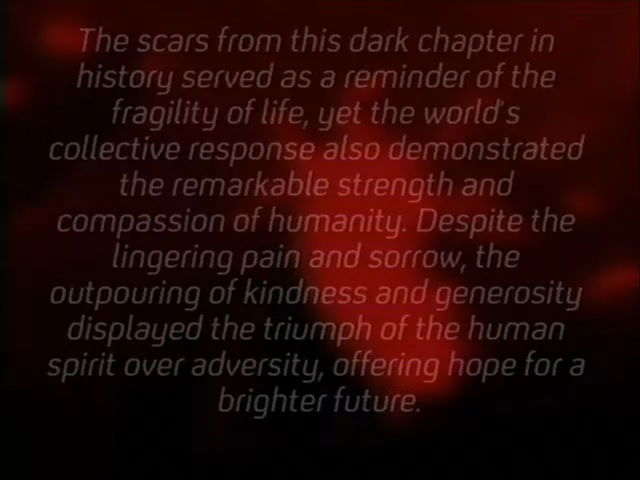 The scars from this dark chapter in
history served as a reminder of the
fragility of life, yet the world's
collective response also demonstrated
the remarkable strength and
compassion of humanity. Despite the
lingering pain and sorrow, the
outpouring of kindness and generosity
displayed the triumph of the human
spirit over adversity, offering hope for a
brighter future.